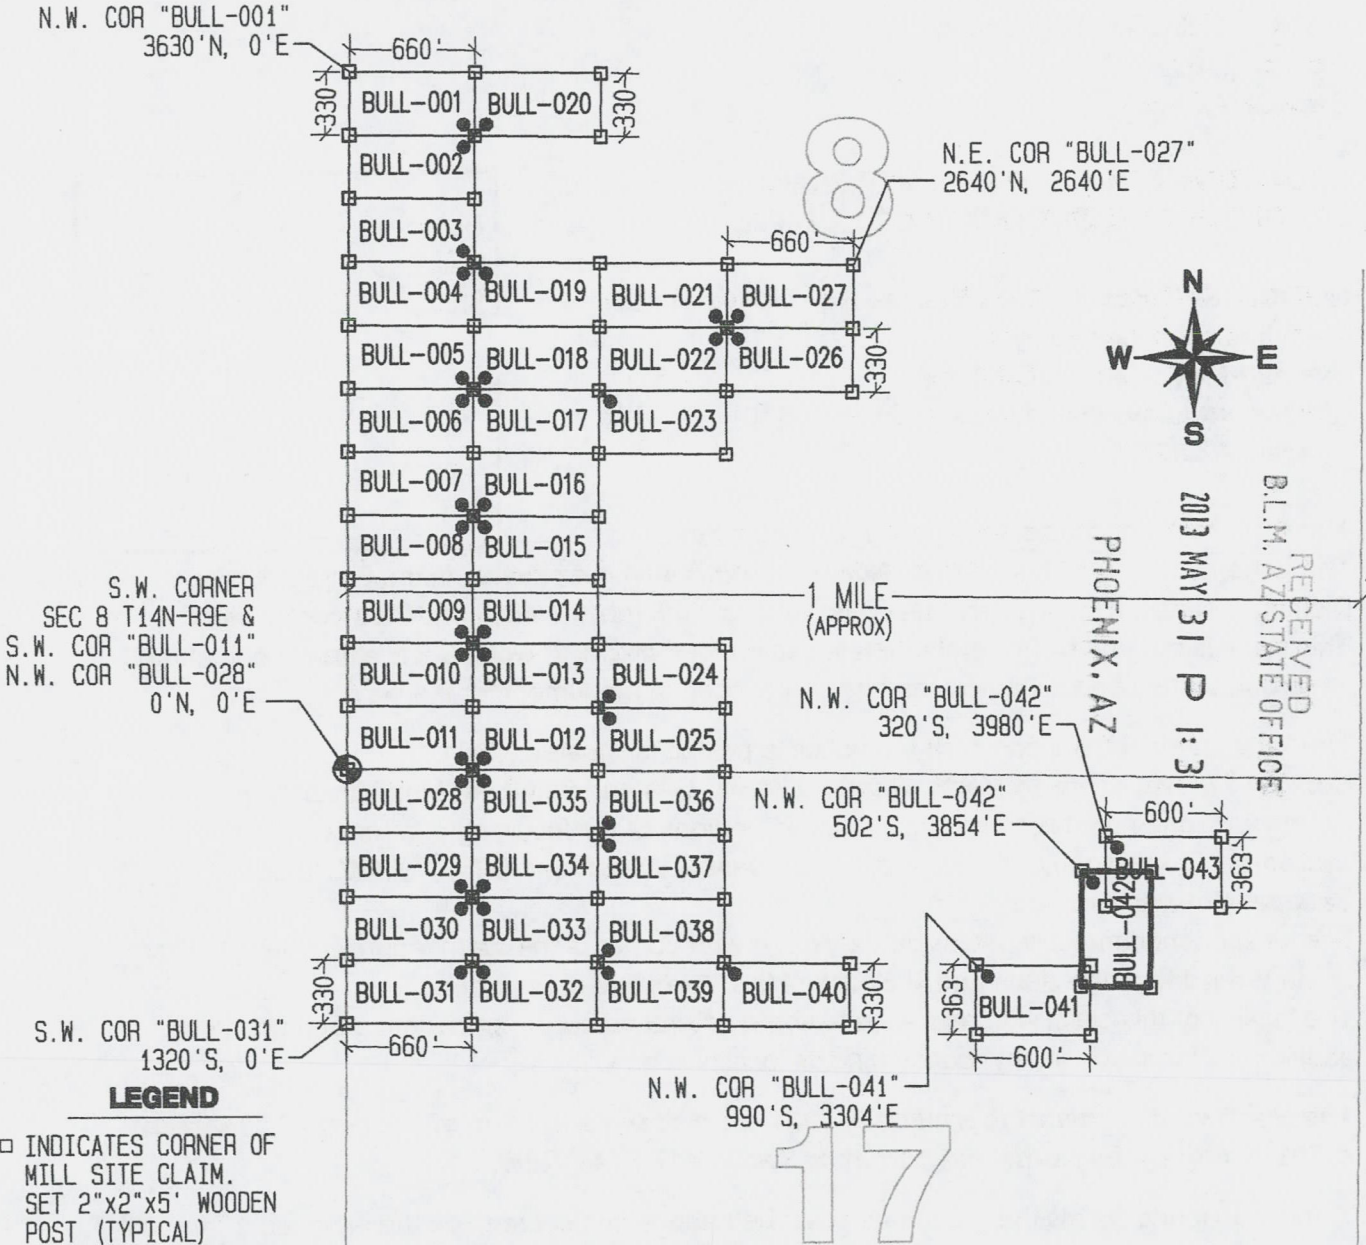 N.W. COR "BULL-001"
3630'N, 0'E
660'
330
330
BULL-001
BULL-020
BULL-002
BULL-003
8
N.E. COR "BULL-027"
2640'N, 2640'E
660'
BULL-004
BULL-019
BULL-021
BULL-027
BULL-005
BULL-018
BULL-022
BULL-026
330
BULL-006
BULL-017
BULL-023
N
W
E
S
BULL-007
BULL-016
BULL-008
BULL-015
RECEVED
B.L.M. AZ STATE OFFICE
2013 MAY 31 P 1:31
PHOENIX, AZ
S.W. CORNER
SEC 8 T14N-R9E &
S.W. COR "BULL-011"
N.W. COR "BULL-028"
0'N, 0'E
BULL-009
BULL-014
1 MILE
(APPROX)
BULL-010
BULL-013
BULL-024
BULL-011
BULL-012
BULL-025
N.W. COR "BULL-042"
320'S, 3980'E
BULL-028
BULL-035
BULL-036
N.W. COR "BULL-042"
502'S, 3854'E
600'
BULL-029
BULL-034
BULL-037
BULL-043
363
BULL-042
BULL-030
BULL-033
BULL-038
330
BULL-031
BULL-032
BULL-039
BULL-040
330
363
BULL-041
600'
S.W. COR "BULL-031"
1320'S, 0'E
660'
N.W. COR "BULL-041"
990'S, 3304'E
17
LEGEND
□ INDICATES CORNER OF
MILL SITE CLAIM.
SET 2"x2"x5' WOODEN
POST (TYPICAL)